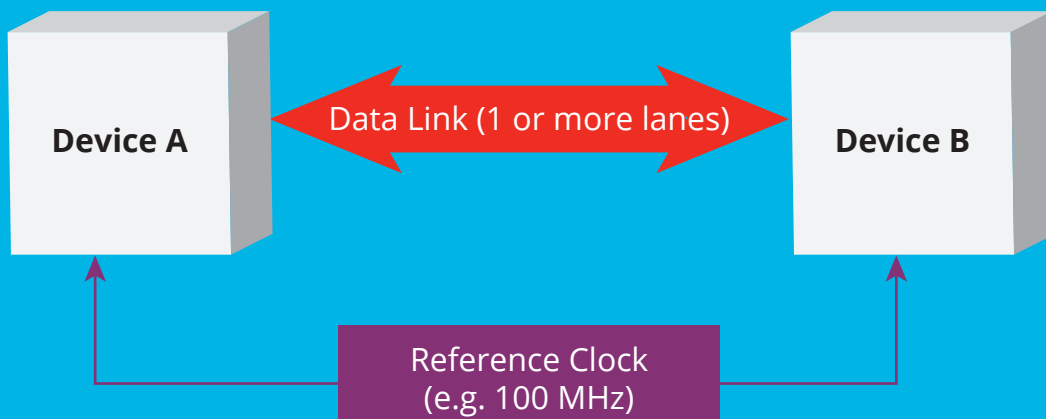 Device A
Data Link (1 or more lanes)
Device B
Reference Clock
(e.g. 100 MHz)